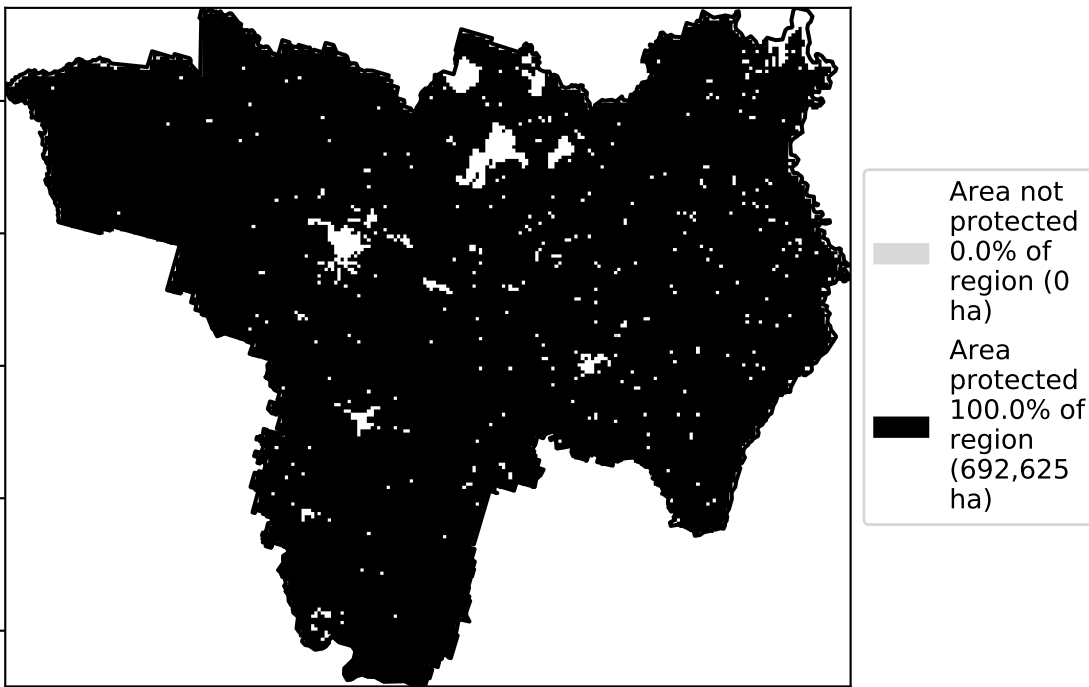 Area not
protected
0.0% of
region (0
ha)
Area
protected
100.0% of
region
(692,625
ha)